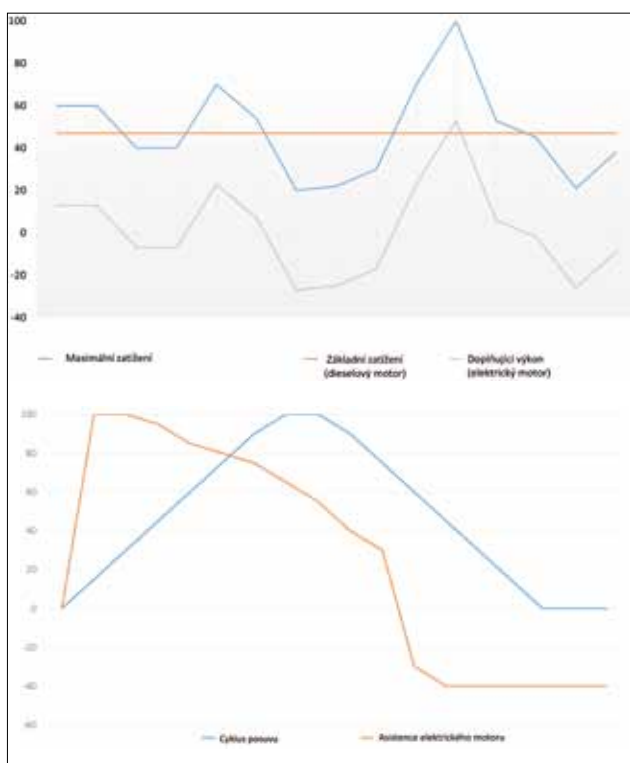 100
80
60
40
20
0
-20
-40
Maximální zatížení
Základní zatížení
(dieselový motor)
Doplňující výkon
(elektrický motor)
100
80
60
40
20
0
-20
-40
-60
Cyklus posuvu
Asistence elektrického motoru